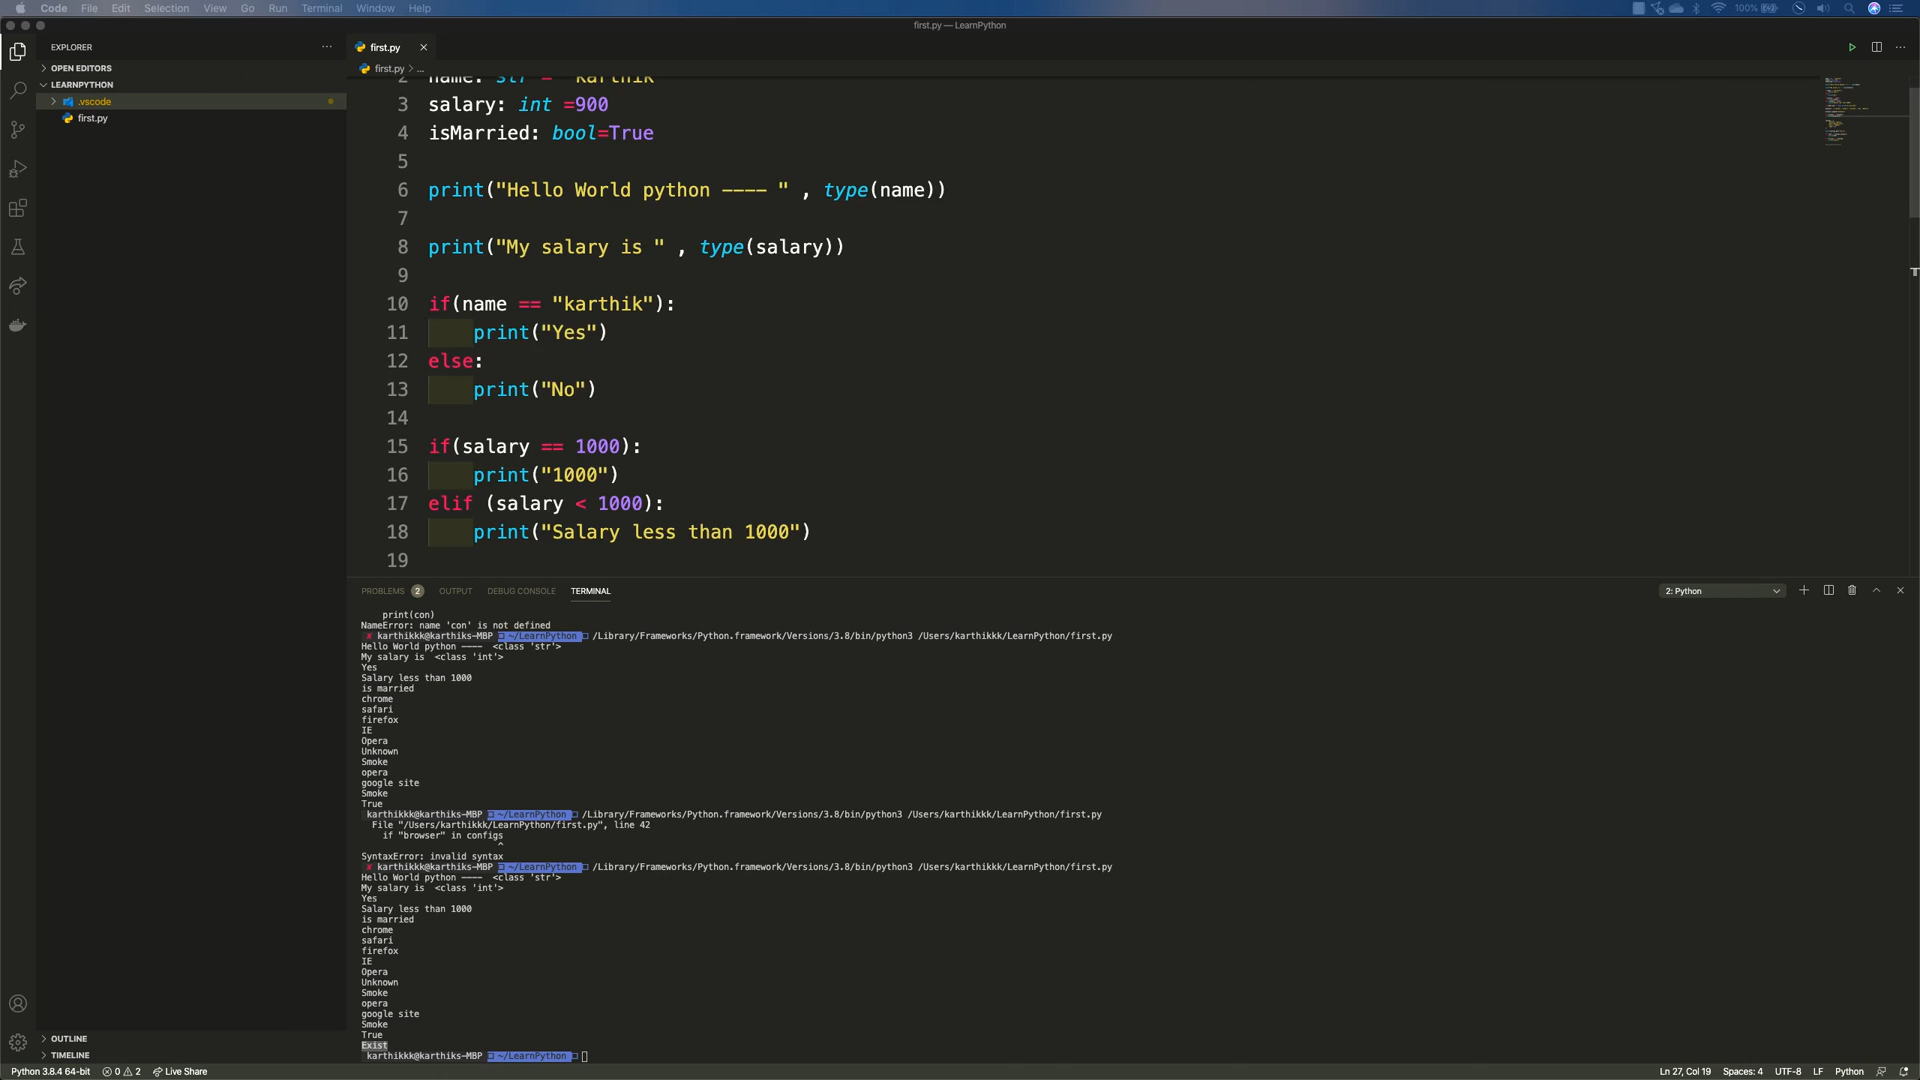 Code File Edit Selection View Go Run Terminal Window Help 100%
first.py — LearnPython
EXPLORER ...
OPEN EDITORS
LEARNPYTHON
.vscode
first.py
first.py
first.py > ...
2 name: str = "karthik"
3 salary: int =900
4 isMarried: bool=True
5
6 print("Hello World python ---- " , type(name))
7
8 print("My salary is " , type(salary))
9
10 if(name == "karthik"):
11 print("Yes")
12 else:
13 print("No")
14
15 if(salary == 1000):
16 print("1000")
17 elif (salary < 1000):
18 print("Salary less than 1000")
19
PROBLEMS 2 OUTPUT DEBUG CONSOLE TERMINAL 2: Python
print(con)
NameError: name 'con' is not defined
✘ karthikkk@karthiks-MBP ~/LearnPython /Library/Frameworks/Python.framework/Versions/3.8/bin/python3 /Users/karthikkk/LearnPython/first.py
Hello World python ---- <class 'str'>
My salary is <class 'int'>
Yes
Salary less than 1000
is married
chrome
safari
firefox
IE
Opera
Unknown
Smoke
opera
google site
Smoke
True
karthikkk@karthiks-MBP ~/LearnPython /Library/Frameworks/Python.framework/Versions/3.8/bin/python3 /Users/karthikkk/LearnPython/first.py
File "/Users/karthikkk/LearnPython/first.py", line 42
if "browser" in configs
^
SyntaxError: invalid syntax
✘ karthikkk@karthiks-MBP ~/LearnPython /Library/Frameworks/Python.framework/Versions/3.8/bin/python3 /Users/karthikkk/LearnPython/first.py
Hello World python ---- <class 'str'>
My salary is <class 'int'>
Yes
Salary less than 1000
is married
chrome
safari
firefox
IE
Opera
Unknown
Smoke
opera
google site
Smoke
True
Exist
karthikkk@karthiks-MBP ~/LearnPython
OUTLINE
TIMELINE
Python 3.8.4 64-bit 0 2 Live Share Ln 27, Col 19 Spaces: 4 UTF-8 LF Python